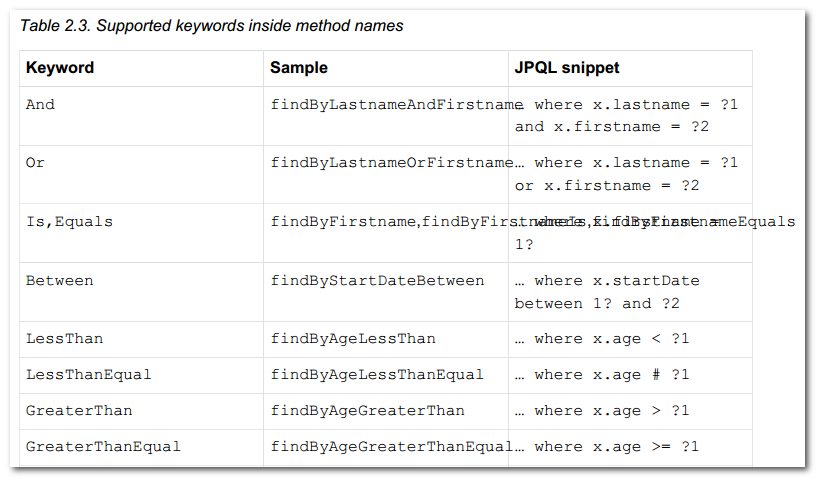 Table 2.3. Supported keywords inside method names
Keyword Sample JPQL snippet
And findByLastnameAndFirstname … where x.lastname = ?1
and x.firstname = ?2
Or findByLastnameOrFirstname … where x.lastname = ?1
or x.firstname = ?2
Is,Equals findByFirstname,findByFirstnameIs,findByFirstnameEquals … where x.firstname =
1?
Between findByStartDateBetween … where x.startDate
between 1? and ?2
LessThan findByAgeLessThan … where x.age < ?1
LessThanEqual findByAgeLessThanEqual … where x.age # ?1
GreaterThan findByAgeGreaterThan … where x.age > ?1
GreaterThanEqual findByAgeGreaterThanEqual … where x.age >= ?1